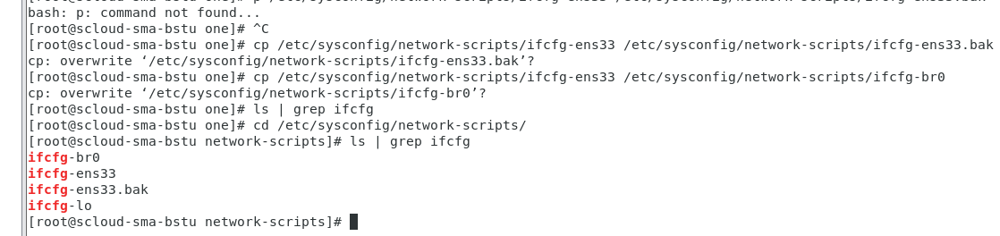 bash: p: command not found...
[root@scloud-sma-bstu one]# ^C
[root@scloud-sma-bstu one]# cp /etc/sysconfig/network-scripts/ifcfg-ens33 /etc/sysconfig/network-scripts/ifcfg-ens33.bak
cp: overwrite ‘/etc/sysconfig/network-scripts/ifcfg-ens33.bak’?
[root@scloud-sma-bstu one]# cp /etc/sysconfig/network-scripts/ifcfg-ens33 /etc/sysconfig/network-scripts/ifcfg-br0
cp: overwrite ‘/etc/sysconfig/network-scripts/ifcfg-br0’?
[root@scloud-sma-bstu one]# ls | grep ifcfg
[root@scloud-sma-bstu one]# cd /etc/sysconfig/network-scripts/
[root@scloud-sma-bstu network-scripts]# ls | grep ifcfg
ifcfg-br0
ifcfg-ens33
ifcfg-ens33.bak
ifcfg-lo
[root@scloud-sma-bstu network-scripts]#